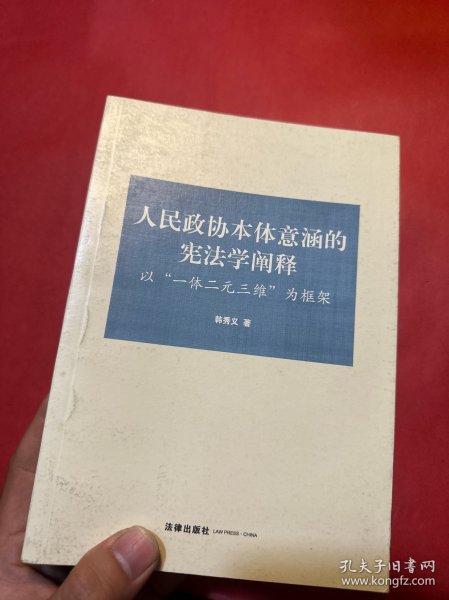 人民政协本体意涵的
宪法学阐释
以“一体二元三维”为框架
韩秀义 著
法律出版社 LAW PRESS·CHINA
孔夫子旧书网
www.kongfz.com